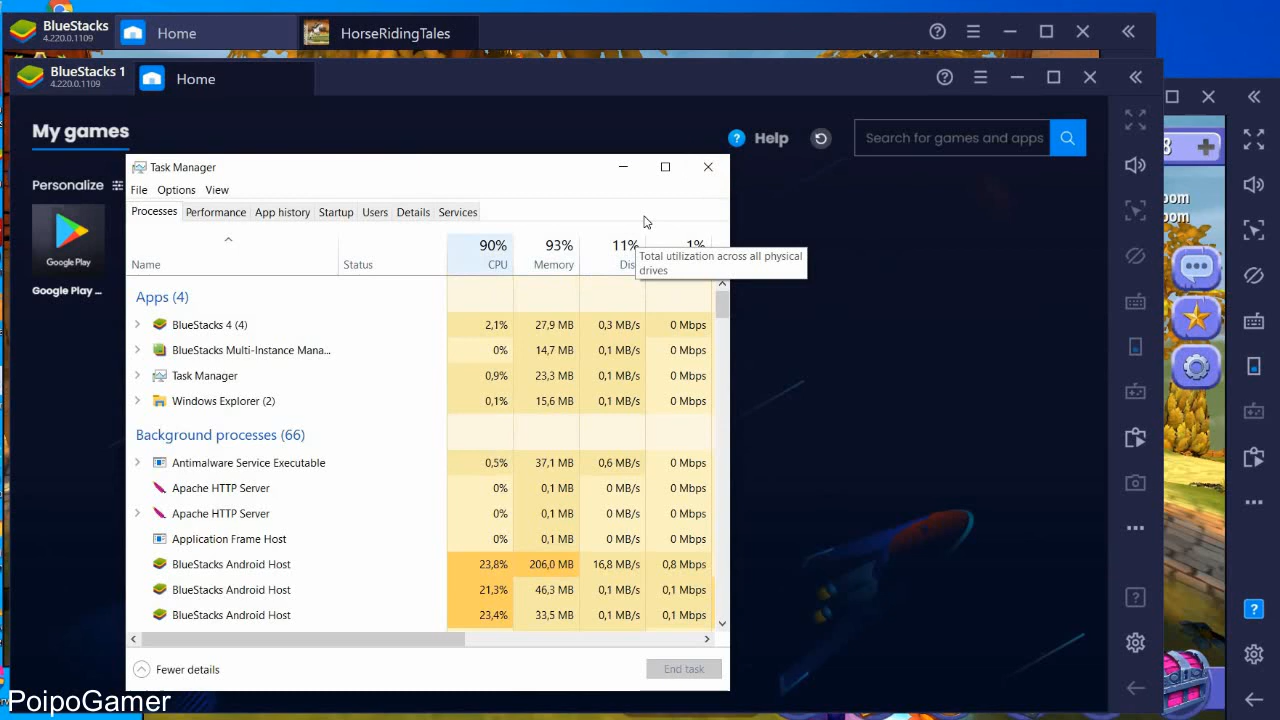 BlueStacks
4.220.0.1109
Home
HorseRidingTales
BlueStacks 1
4.220.0.1109
Home
My games
Help
Search for games and apps
Personalize
Google Play
Google Play ...
Task Manager
File Options View
Processes Performance App history Startup Users Details Services
90% 93% 11% 1%
Name Status CPU Memory
Total utilization across all physical
drives
Apps (4)
BlueStacks 4 (4) 2,1% 27,9 MB 0,3 MB/s 0 Mbps
BlueStacks Multi-Instance Mana... 0% 14,7 MB 0,1 MB/s 0 Mbps
Task Manager 0,9% 23,3 MB 0,1 MB/s 0 Mbps
Windows Explorer (2) 0,1% 15,6 MB 0,1 MB/s 0 Mbps
Background processes (66)
Antimalware Service Executable 0,5% 37,1 MB 0,6 MB/s 0 Mbps
Apache HTTP Server 0% 0,1 MB 0 MB/s 0 Mbps
Apache HTTP Server 0% 0,1 MB 0 MB/s 0 Mbps
Application Frame Host 0% 0,1 MB 0 MB/s 0 Mbps
BlueStacks Android Host 23,8% 206,0 MB 16,8 MB/s 0,8 Mbps
BlueStacks Android Host 21,3% 46,3 MB 0,1 MB/s 0,1 Mbps
BlueStacks Android Host 23,4% 33,5 MB 0,1 MB/s 0,1 Mbps
Fewer details
End task
PoipoGamer